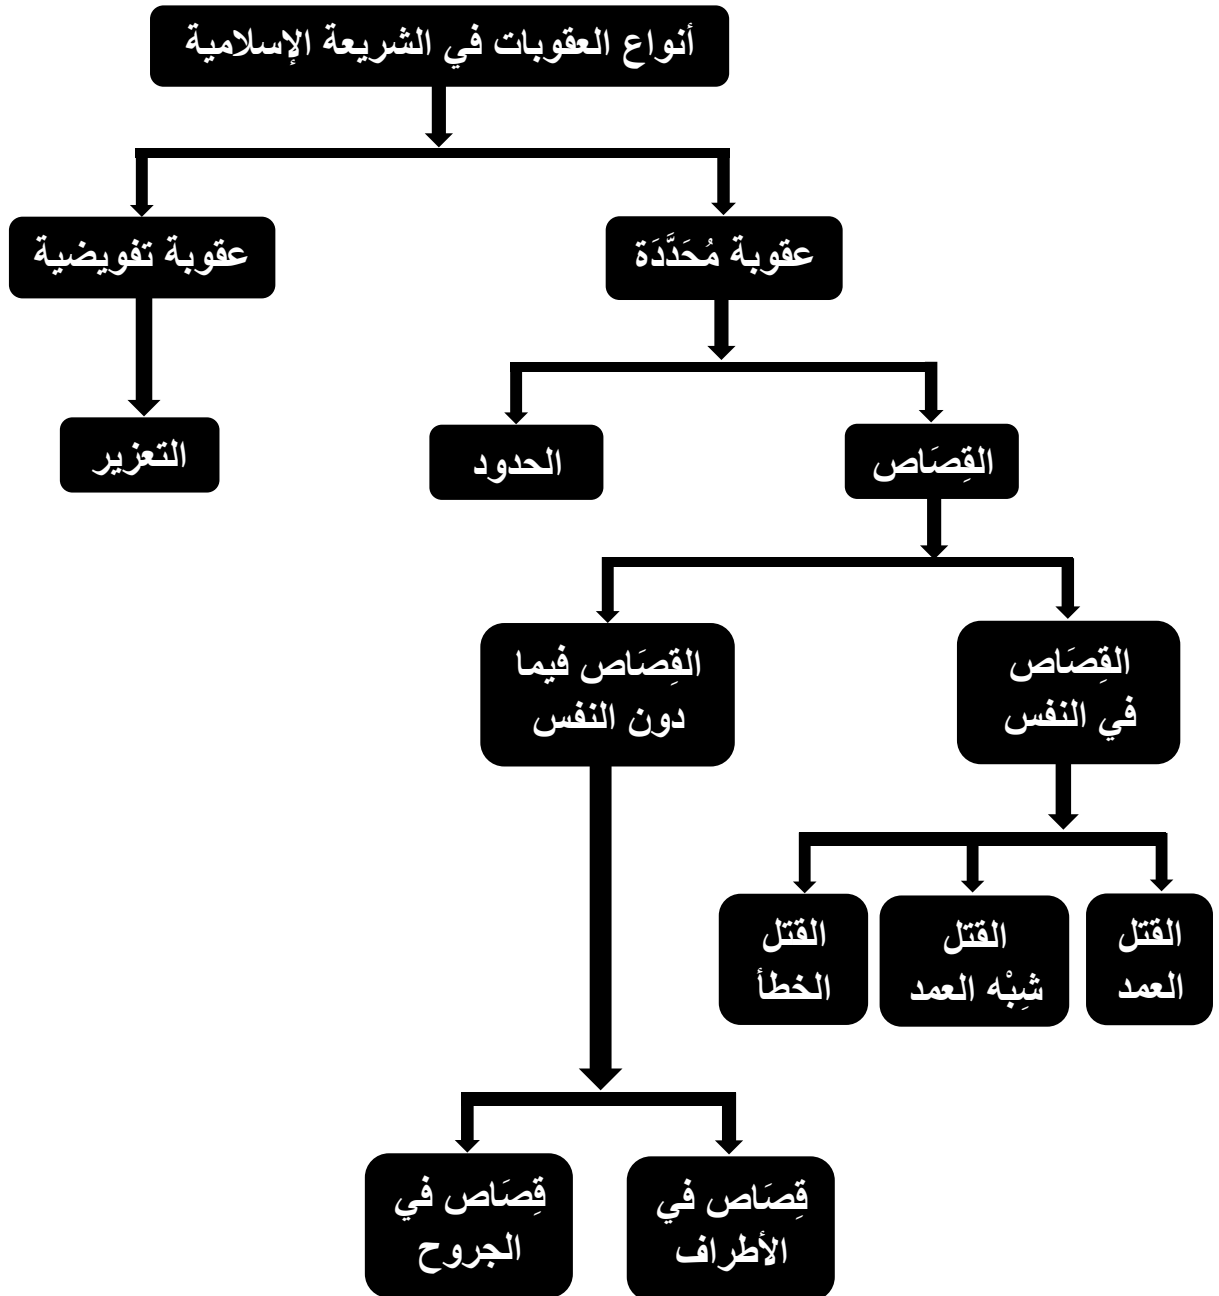 أنواع العقوبات في الشريعة الإسلامية
عقوبة مُحَدَّدَة
عقوبة تفويضية
القِصَاص
الحدود
التعزير
القِصَاص
في النفس
القِصَاص فيما
دون النفس
القتل
العمد
القتل
شِبْه العمد
القتل
الخطأ
قِصَاص في
الأطراف
قِصَاص في
الجروح